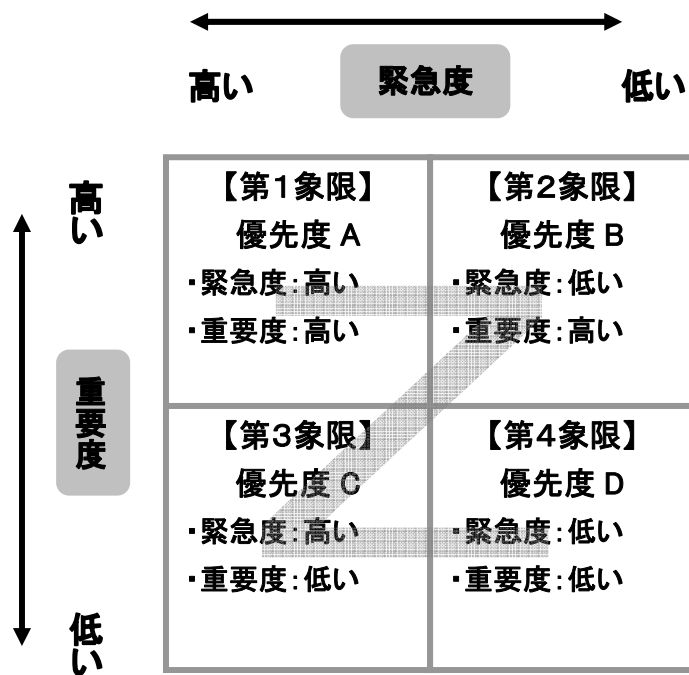 緊急度
高い
低い
高い
重要度
低い
【第1象限】
優先度 A
・緊急度:高い
・重要度:高い
【第2象限】
優先度 B
・緊急度:低い
・重要度:高い
【第3象限】
優先度 C
・緊急度:高い
・重要度:低い
【第4象限】
優先度 D
・緊急度:低い
・重要度:低い